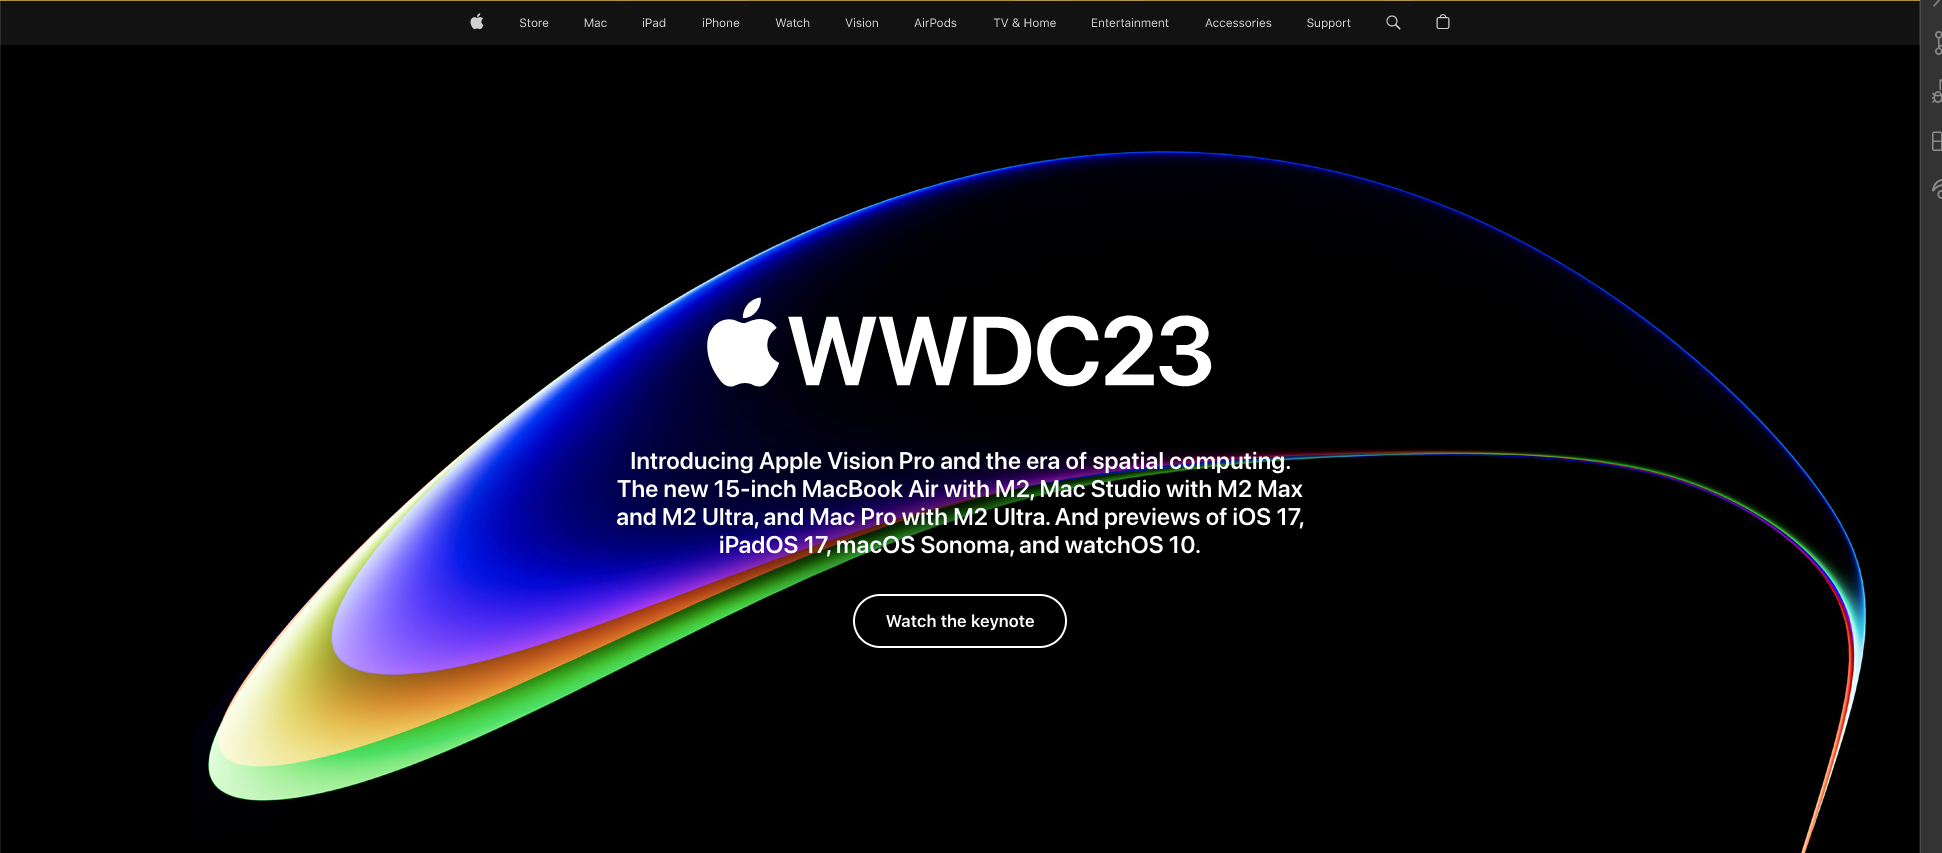 Store Mac iPad iPhone Watch Vision AirPods TV & Home Entertainment Accessories Support
WWDC23
Introducing Apple Vision Pro and the era of spatial computing.
The new 15-inch MacBook Air with M2, Mac Studio with M2 Max
and M2 Ultra, and Mac Pro with M2 Ultra. And previews of iOS 17,
iPadOS 17, macOS Sonoma, and watchOS 10.
Watch the keynote